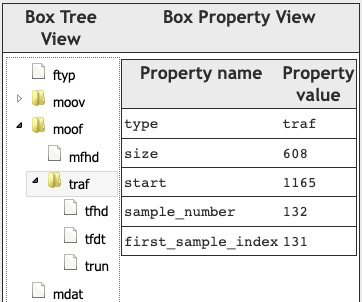 Box Tree
View
Box Property View
ftyp
moov
moof
mfhd
traf
tfhd
tfdt
trun
mdat
Property name Property
value
type traf
size 608
start 1165
sample_number 132
first_sample_index 131